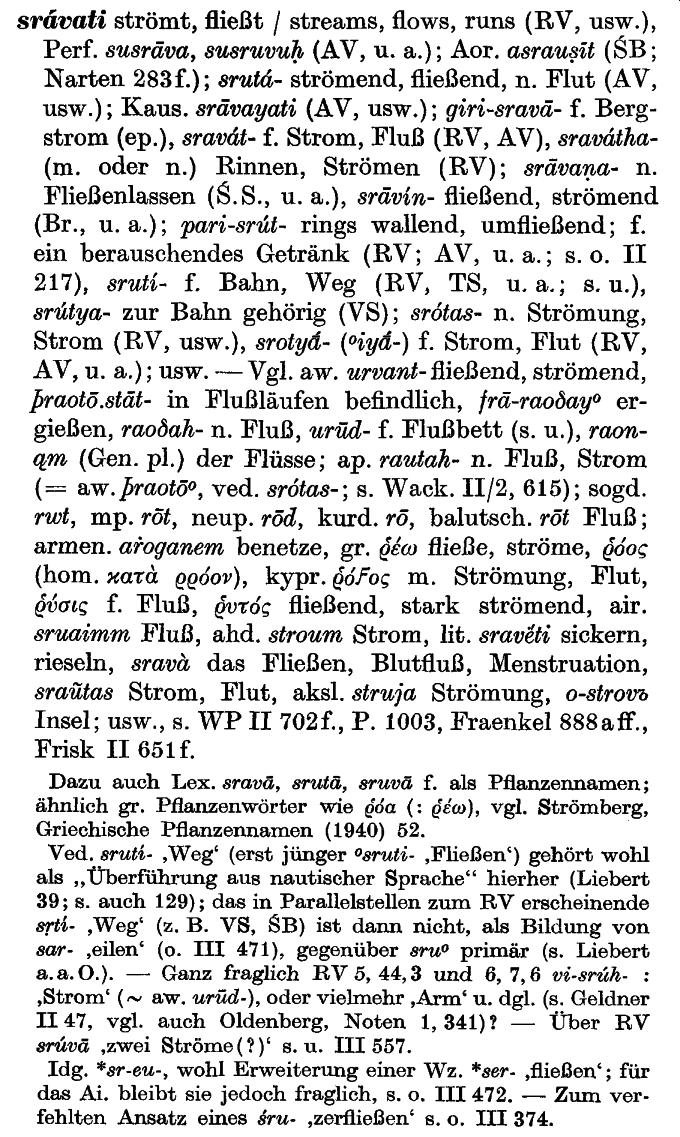 srávati strömt, fließt / streams, flows, runs (RV, usw.),
Perf. susrāva, susruvuḥ (AV, u. a.); Aor. asrauṣīt (ŚB;
Narten 283f.); srutá- strömend, fließend, n. Flut (AV,
usw.); Kaus. srāvayati (AV, usw.); giri-sravā- f. Berg-
strom (ep.), sravát- f. Strom, Fluß (RV, AV), sravátha-
(m. oder n.) Rinnen, Strömen (RV); srāvaṇa- n.
Fließenlassen (Ś.S., u. a.), srāvín- fließend, strömend
(Br., u. a.); pari-srút- rings wallend, umfließend; f.
ein berauschendes Getränk (RV; AV, u. a.; s. o. II
217), srutí- f. Bahn, Weg (RV, TS, u. a.; s. u.),
srútya- zur Bahn gehörig (VS); srótas- n. Strömung,
Strom (RV, usw.), srotyā́- (°iyā́-) f. Strom, Flut (RV,
AV, u. a.); usw. — Vgl. aw. urvant- fließend, strömend,
þraotō.stāt- in Flußläufen befindlich, frā-raoδay° er-
gießen, raoδah- n. Fluß, urūd- f. Flußbett (s. u.), raon-
ąm (Gen. pl.) der Flüsse; ap. rautah- n. Fluß, Strom
(= aw. þraotō°, ved. srótas-; s. Wack. II/2, 615); sogd.
rwt, mp. rōt, neup. rōd, kurd. rō, balutsch. rōt Fluß;
armen. aṙoganem benetze, gr. ῥέω fließe, ströme, ῥόος
(hom. κατὰ ῥρόον), kypr. ῥόϜος m. Strömung, Flut,
ῥύσις f. Fluß, ῥυτός fließend, stark strömend, air.
sruaimm Fluß, ahd. stroum Strom, lit. sravė́ti sickern,
rieseln, sravà das Fließen, Blutfluß, Menstruation,
sraũtas Strom, Flut, aksl. struja Strömung, o-strovъ
Insel; usw., s. WP II 702f., P. 1003, Fraenkel 888aff.,
Frisk II 651f.
Dazu auch Lex. sravā, srutā, sruvā f. als Pflanzennamen;
ähnlich gr. Pflanzenwörter wie ῥόα (: ῥέω), vgl. Strömberg,
Griechische Pflanzennamen (1940) 52.
Ved. srutí- ‚Weg‘ (erst jünger °sruti- ‚Fließen‘) gehört wohl
als „Überführung aus nautischer Sprache“ hierher (Liebert
39; s. auch 129); das in Parallelstellen zum RV erscheinende
sṛtí- ‚Weg‘ (z. B. VS, ŚB) ist dann nicht, als Bildung von
sar- ‚eilen‘ (o. III 471), gegenüber sru° primär (s. Liebert
a.a.O.). — Ganz fraglich RV 5, 44,3 und 6, 7,6 vi-srúh- :
‚Strom‘ (~ aw. urūd-), oder vielmehr ‚Arm‘ u. dgl. (s. Geldner
II 47, vgl. auch Oldenberg, Noten 1, 341)? — Über RV
srúvā ‚zwei Ströme(?)‘ s. u. III 557.
Idg. *sr-eu-, wohl Erweiterung einer Wz. *ser- ‚fließen‘; für
das Ai. bleibt sie jedoch fraglich, s. o. III 472. — Zum ver-
fehlten Ansatz eines śru- ‚zerfließen‘ s. o. III 374.